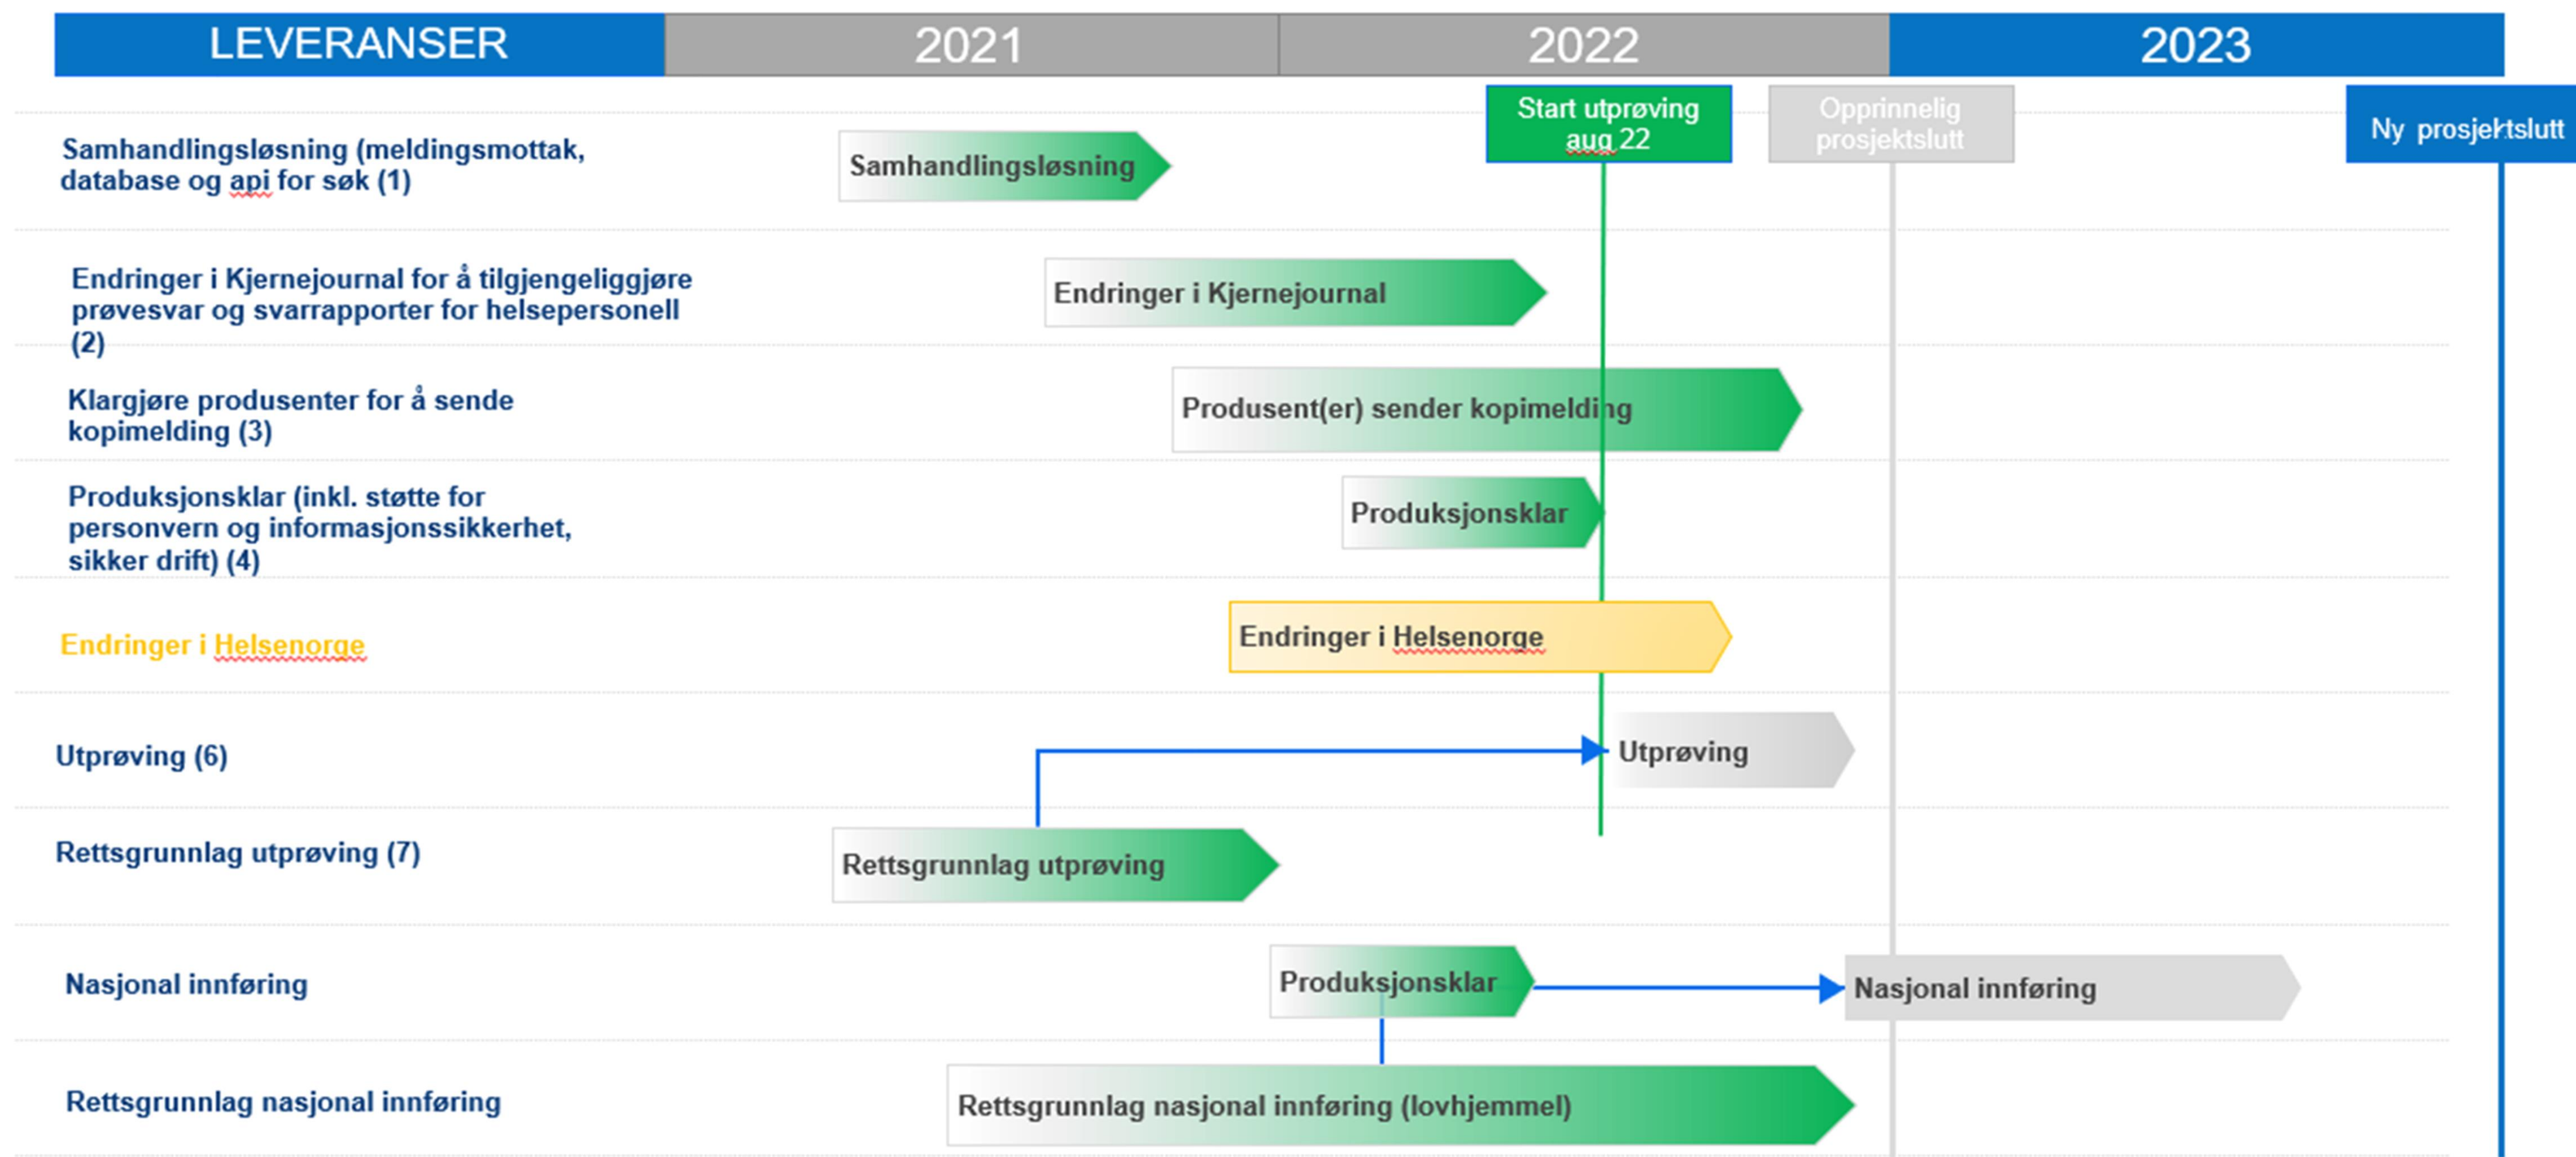 LEVERANSER
2021
2022
2023
Start utprøving
aug 22
Opprinnelig
prosjektslutt
Ny prosjektslutt
Samhandlingsløsning (meldingsmottak,
database og api for søk (1)
Samhandlingsløsning
Endringer i Kjernejournal for å tilgjengeliggjøre
prøvesvar og svarrapporter for helsepersonell
(2)
Endringer i Kjernejournal
Klargjøre produsenter for å sende
kopimelding (3)
Produsent(er) sender kopimelding
Produksjonsklar (inkl. støtte for
personvern og informasjonssikkerhet,
sikker drift) (4)
Produksjonsklar
Endringer i Helsenorge
Endringer i Helsenorge
Utprøving (6)
Utprøving
Rettsgrunnlag utprøving (7)
Rettsgrunnlag utprøving
Nasjonal innføring
Produksjonsklar
Nasjonal innføring
Rettsgrunnlag nasjonal innføring
Rettsgrunnlag nasjonal innføring (lovhjemmel)